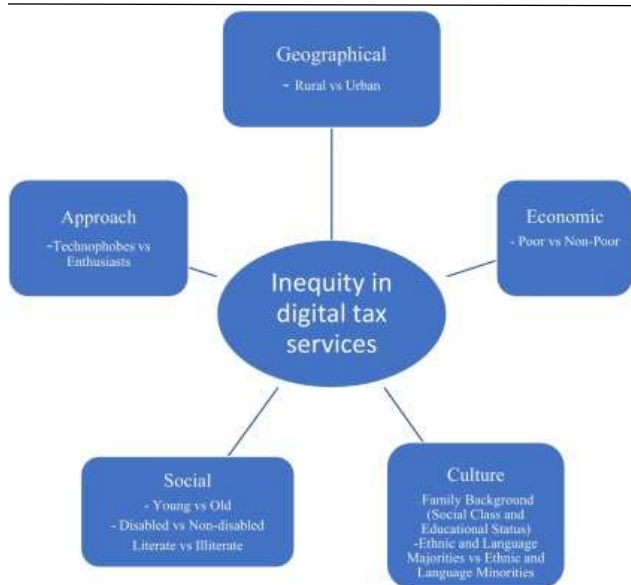 Geographical
- Rural vs Urban
Approach
-Technophobes vs
Enthusiasts
Economic
- Poor vs Non-Poor
Inequity in
digital tax
services
Social
- Young vs Old
- Disabled vs Non-disabled
Literate vs Illiterate
Culture
Family Background
(Social Class and
Educational Status)
-Ethnic and Language
Majorities vs Ethnic and
Language Minorities